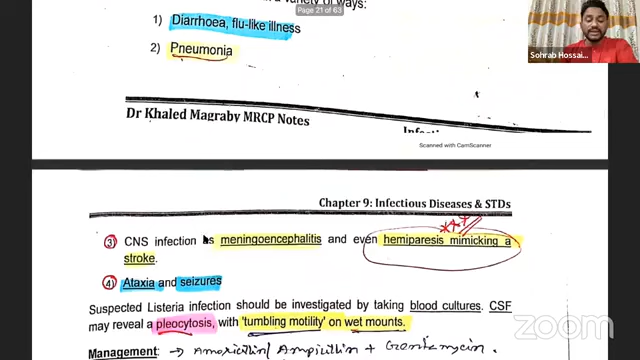 a variety of ways:
Page 21 of 63
1) Diarrhoea, flu-like illness
2) Pneumonia
Sohrab Hossai...
Dr Khaled Magraby MRCP Notes
Scanned with CamScanner
Chapter 9: Infectious Diseases & STDs
3) CNS infection as meningoencephalitis and even hemiparesis mimicking a
stroke.
4) Ataxia and seizures
Suspected Listeria infection should be investigated by taking blood cultures. CSF
may reveal a pleocytosis, with 'tumbling motility' on wet mounts.
zoom
Management: → Amoxicillin/Ampicillin + Gentamycin.